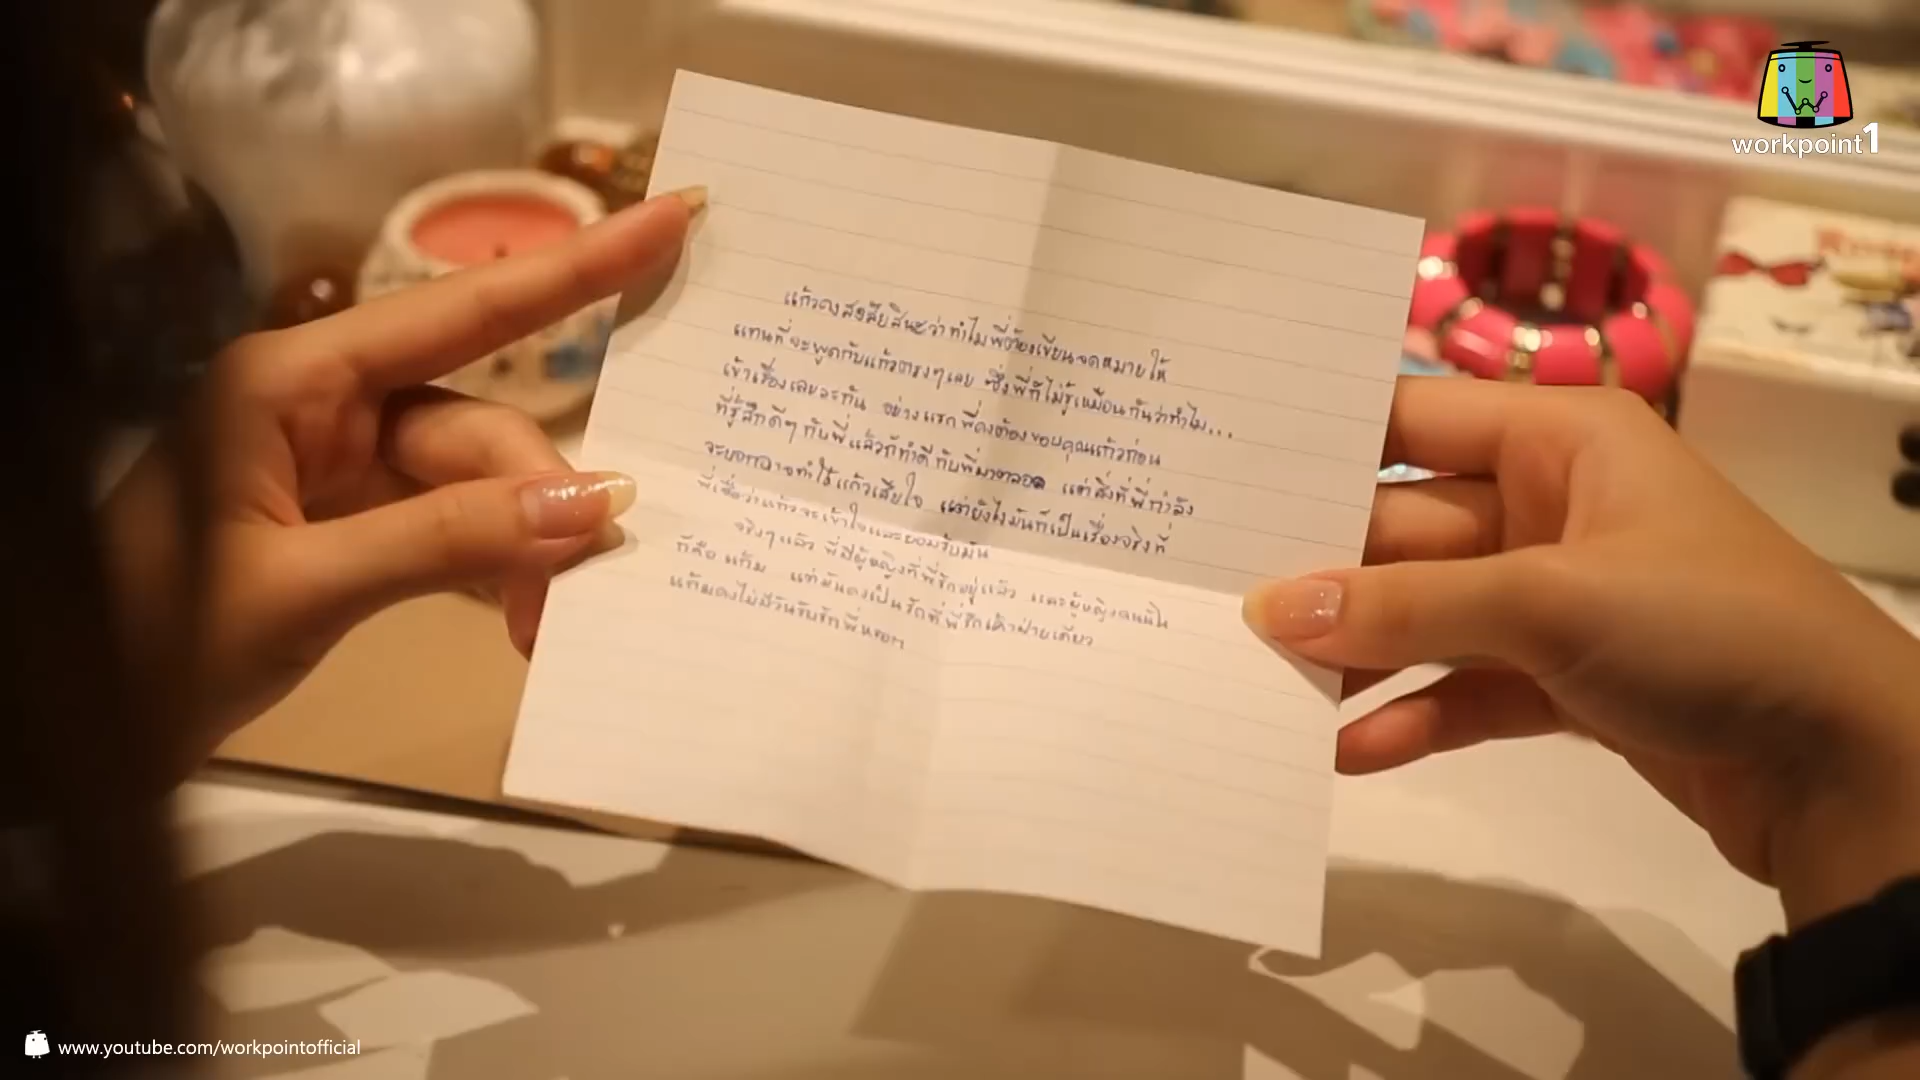 workpoint1
แก้วคงสงสัยสินะว่าทำไมพี่ต้องเขียนจดหมายให้
แทนที่จะพูดกับแก้วตรงๆเลย ซึ่งพี่ก็ไม่รู้เหมือนกันว่าทำไม...
เข้าเรื่องเลยละกัน อย่างแรกพี่คงต้องขอบคุณแก้วก่อน
ที่รู้สึกดีๆ กับพี่แล้วก็ทำดีกับพี่มาตลอด แต่สิ่งที่พี่กำลัง
จะบอกอาจทำให้แก้วเสียใจ แต่ยังไงมันก็เป็นเรื่องจริงที่
พี่เชื่อว่าแก้วจะเข้าใจและยอมรับมัน
จริงๆแล้ว พี่มีผู้หญิงที่พี่รักอยู่แล้ว และผู้หญิงคนนั้น
ก็คือ แก้ม แต่มันคงเป็นรักที่พี่รักเค้าฝ่ายเดียว
แก้มคงไม่มีวันรับรักพี่หรอก
www.youtube.com/workpointofficial